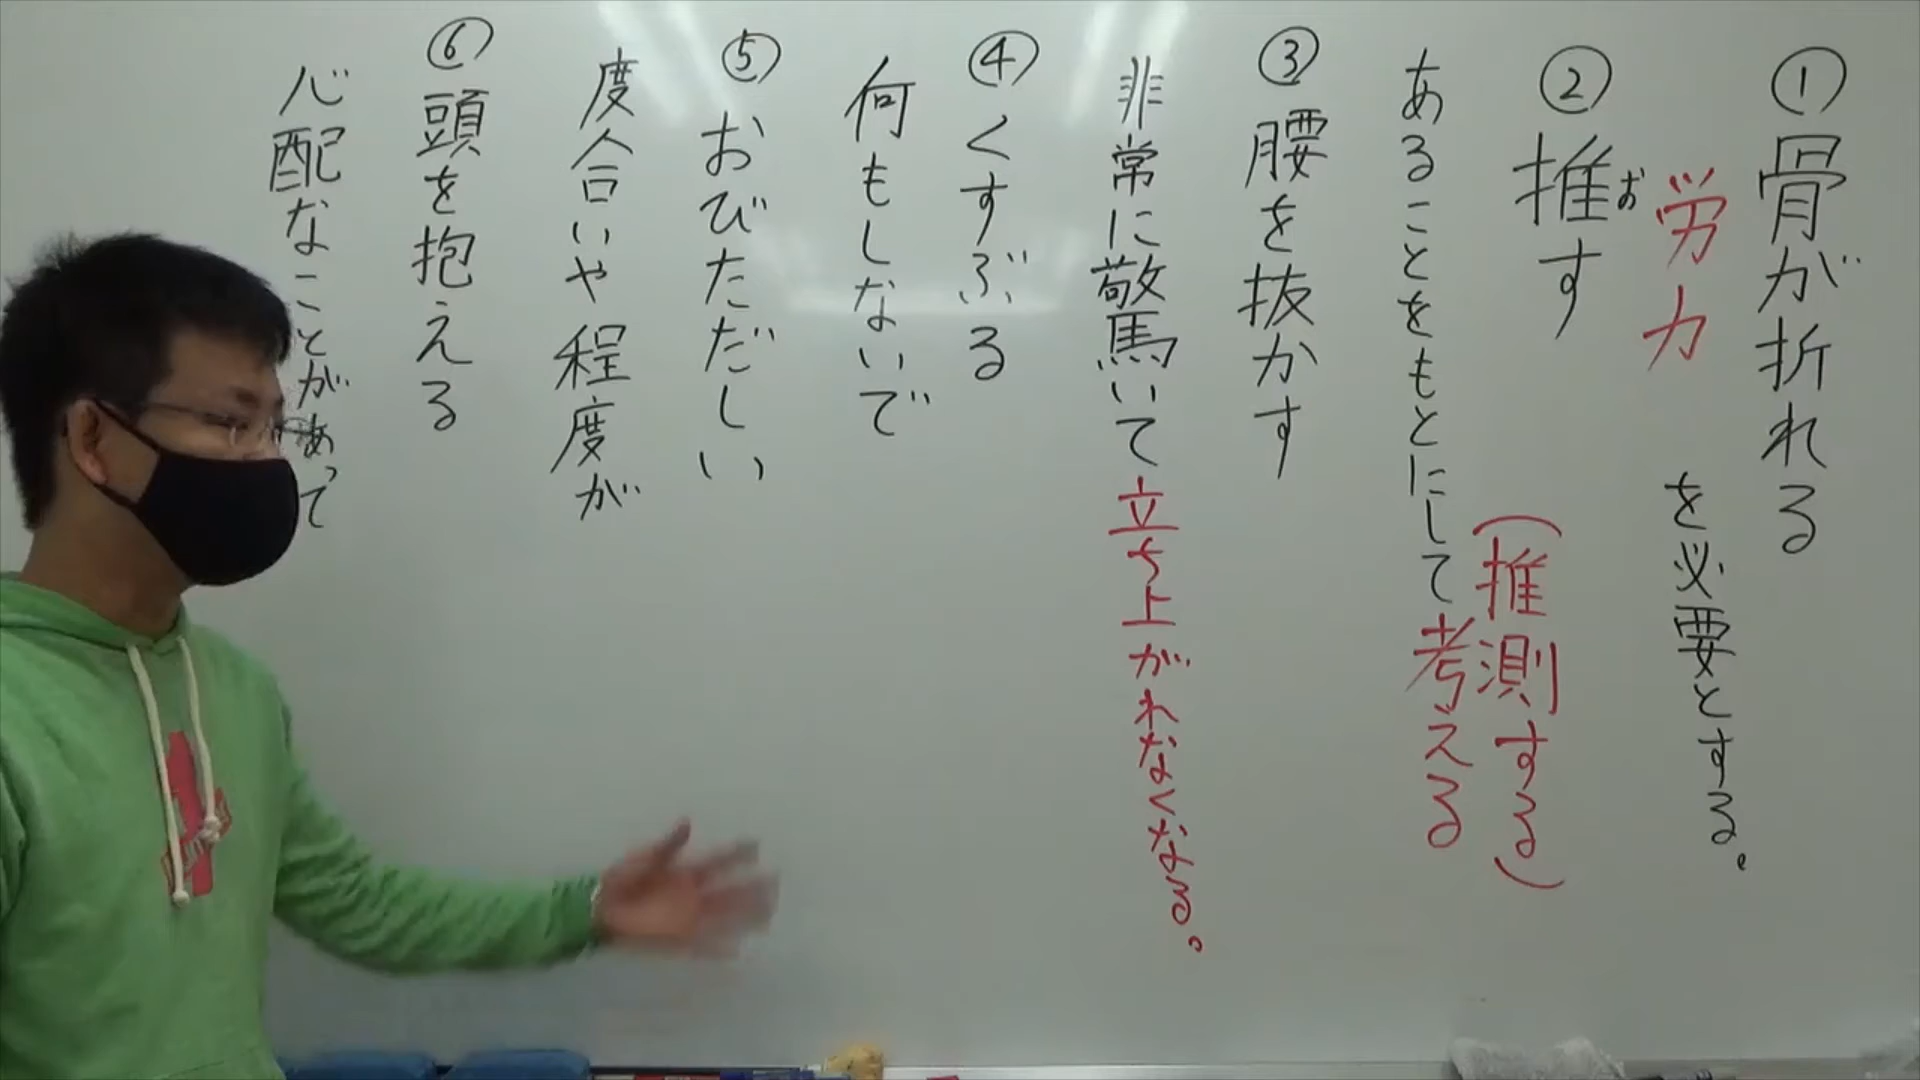 ①骨が折れる
労力を必要とする。
②推す
お
(推測する)
あることをもとにして考える
③腰を抜かす
非常に驚いて立ち上がれなくなる。
④くすぶる
何もしないで
⑤おびただしい
度合いや程度が
⑥頭を抱える
心配なことがあって